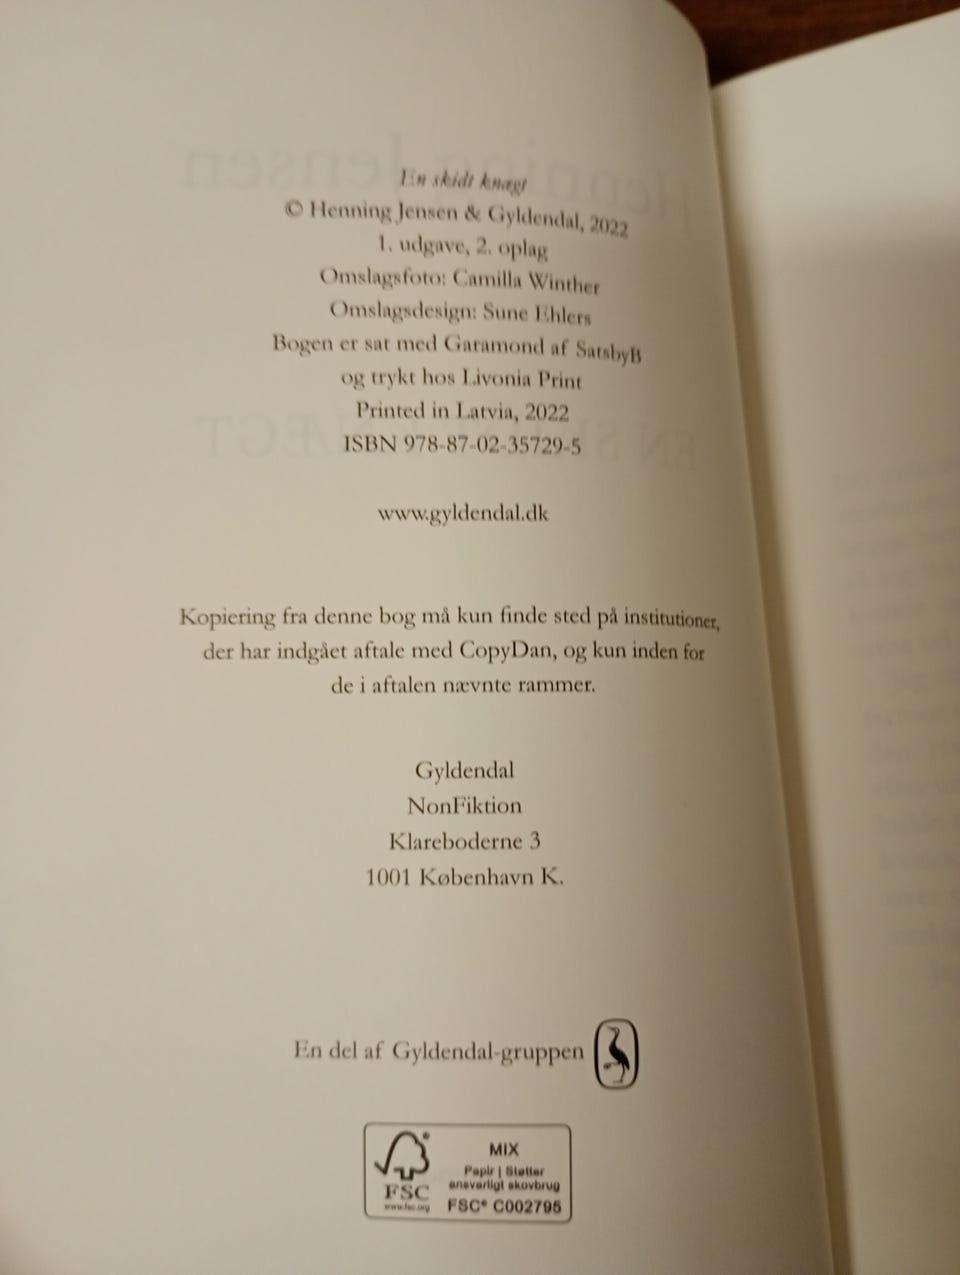 En skidt knægt
© Henning Jensen & Gyldendal, 2022
1. udgave, 2. oplag
Omslagsfoto: Camilla Winther
Omslagsdesign: Sune Ehlers
Bogen er sat med Garamond af SatsbyB
og trykt hos Livonia Print
Printed in Latvia, 2022
ISBN 978-87-02-35729-5
www.gyldendal.dk
Kopiering fra denne bog må kun finde sted på institutioner,
der har indgået aftale med CopyDan, og kun inden for
de i aftalen nævnte rammer.
Gyldendal
NonFiktion
Klareboderne 3
1001 København K.
En del af Gyldendal-gruppen
FSC
www.fsc.org
MIX
Papir | Støtter
ansvarligt skovbrug
FSC® C002795